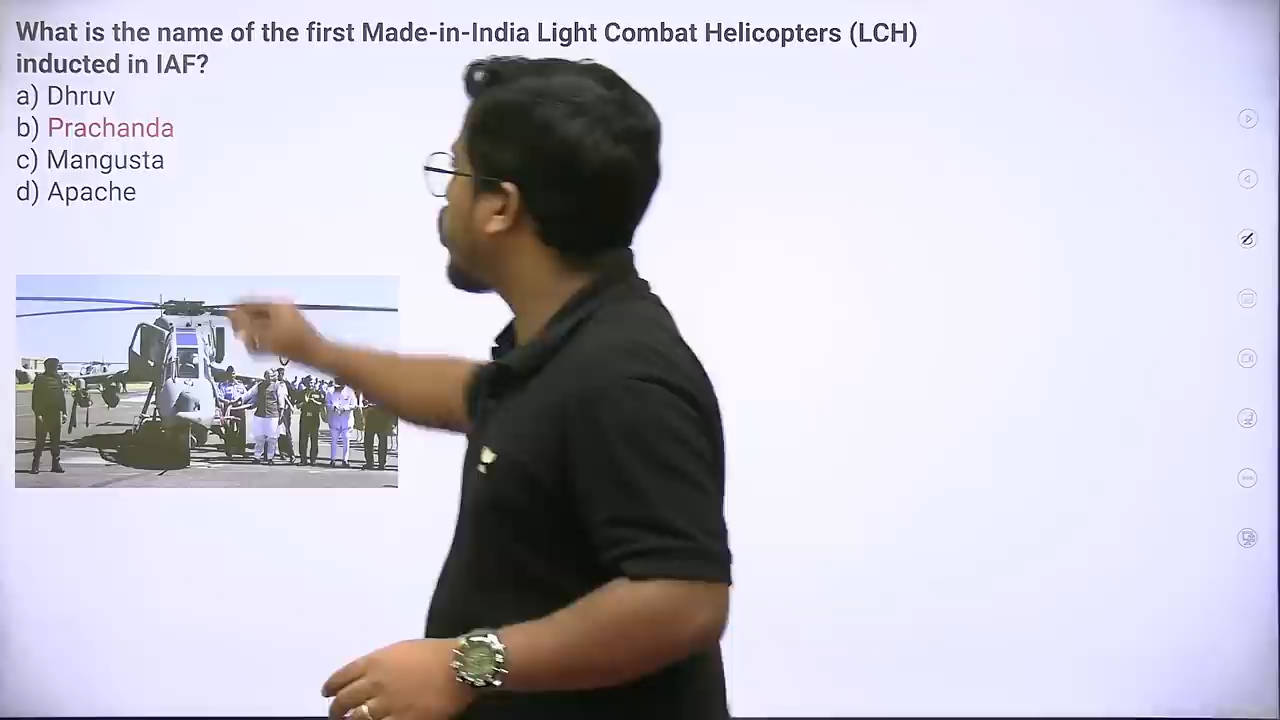 What is the name of the first Made-in-India Light Combat Helicopters (LCH)
inducted in IAF?
a) Dhruv
b) Prachanda
c) Mangusta
d) Apache